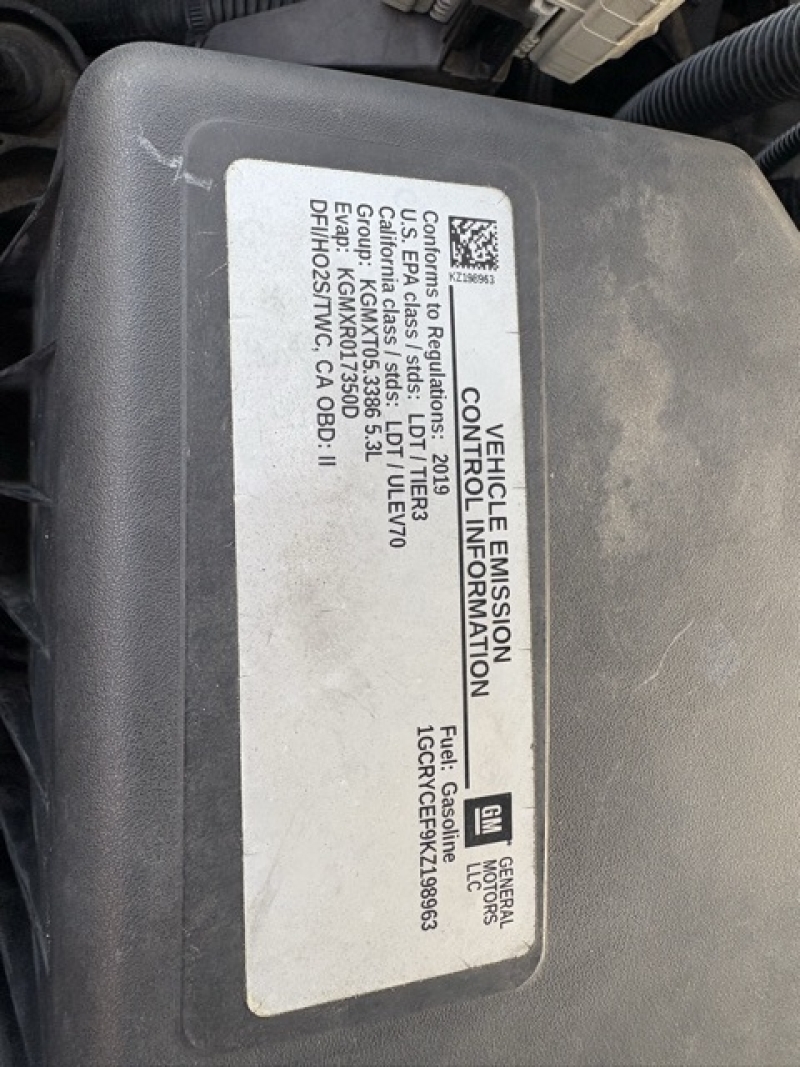 KZ198963
VEHICLE EMISSION
CONTROL INFORMATION
GM
GENERAL
MOTORS
LLC
Conforms to Regulations: 2019
U.S. EPA class / stds: LDT / TIER3
California class / stds: LDT / ULEV70
Group: KGMXT05.3386 5.3L
Evap: KGMXR017350D
DFI/HO2S/TWC, CA OBD: II
Fuel: Gasoline
1GCRYCEF9KZ198963